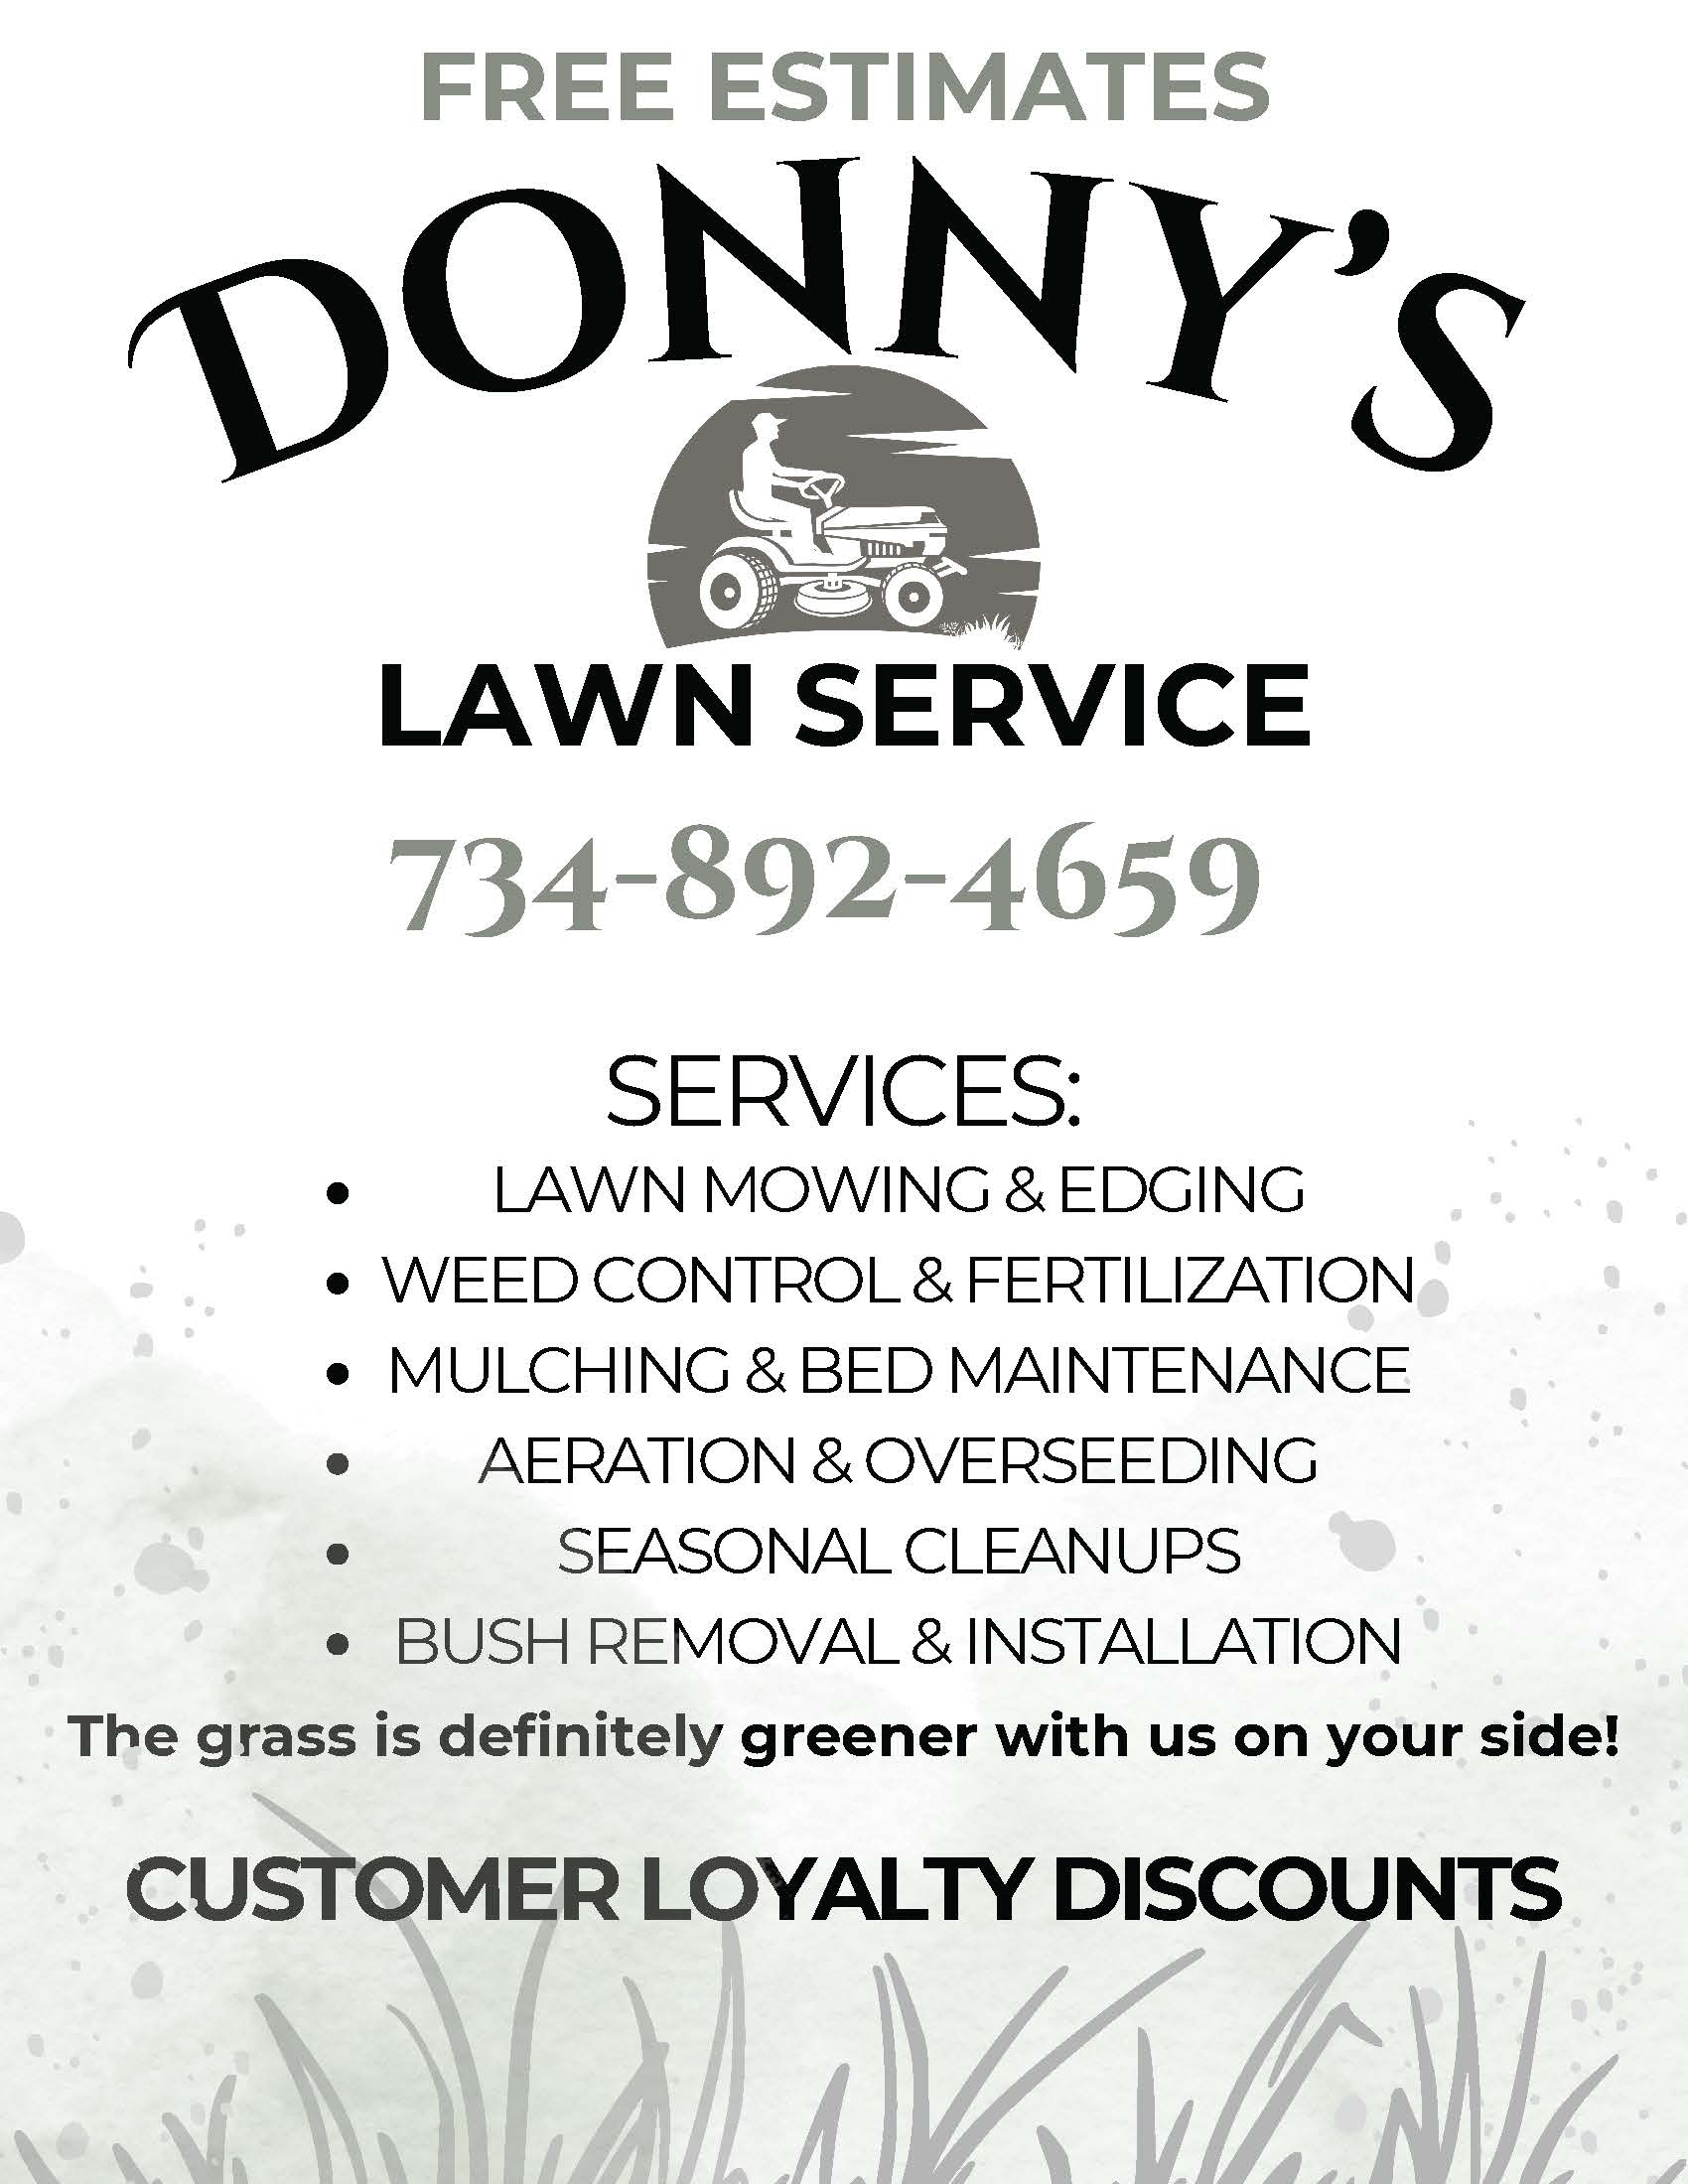 FREE ESTIMATES
DONNY'S
LAWN SERVICE
734-892-4659
SERVICES:
• LAWN MOWING & EDGING
• WEED CONTROL & FERTILIZATION
• MULCHING & BED MAINTENANCE
• AERATION & OVERSEEDING
• SEASONAL CLEANUPS
• BUSH REMOVAL & INSTALLATION
The grass is definitely greener with us on your side!
CUSTOMER LOYALTY DISCOUNTS